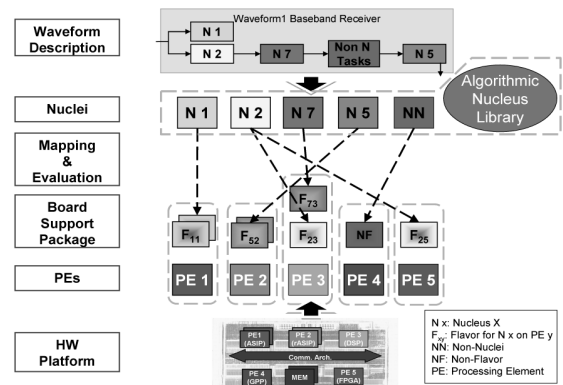 Waveform
Description
Waveform1 Baseband Receiver
N 1
N 2
N 7
Non N
Tasks
N 5
Algorithmic
Nucleus
Library
Nuclei
N 1
N 2
N 7
N 5
NN
Mapping
&
Evaluation
Board
Support
Package
F73
F11
F52
F23
NF
F25
PEs
PE 1
PE 2
PE 3
PE 4
PE 5
HW
Platform
PE1
(ASIP)
PE 2
(rASIP)
PE 3
(DSP)
Comm. Arch.
PE 4
(GPP)
MEM
PE 5
(FPGA)
N x: Nucleus X
Fxy: Flavor for N x on PE y
NN: Non-Nuclei
NF: Non-Flavor
PE: Processing Element